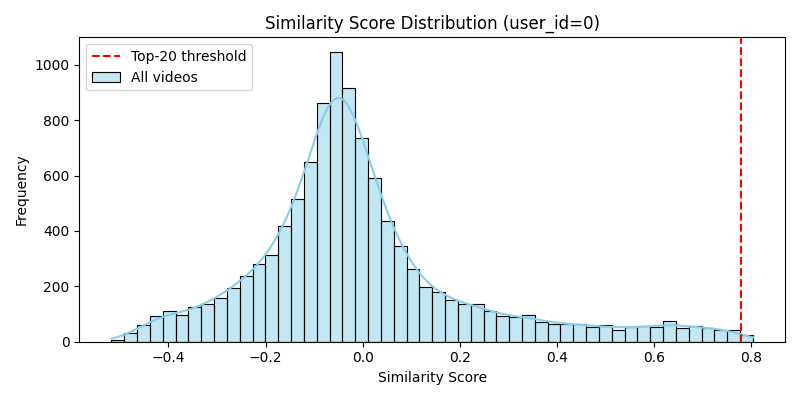 Similarity Score Distribution (user_id=0)
Top-20 threshold
All videos
Frequency
1000
800
600
400
200
0
−0.4
−0.2
0.0
0.2
0.4
0.6
0.8
Similarity Score